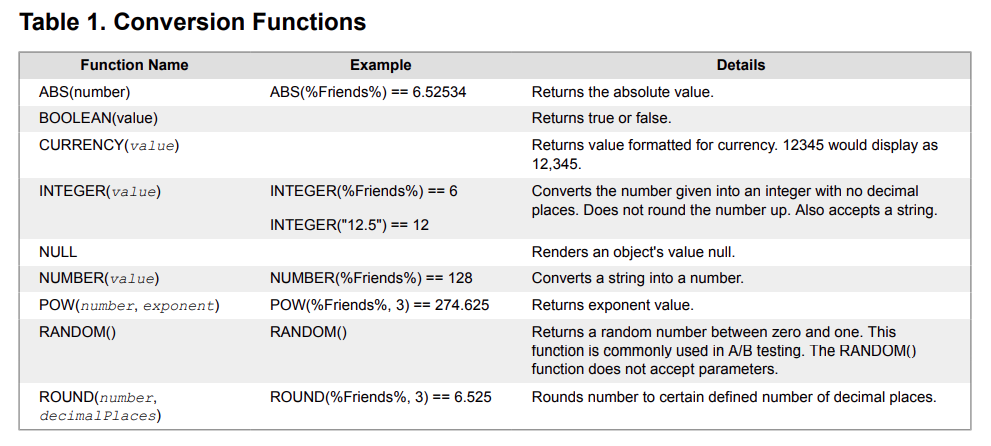 Table 1. Conversion Functions
Function Name Example Details
ABS(number) ABS(%Friends%) == 6.52534 Returns the absolute value.
BOOLEAN(value) Returns true or false.
CURRENCY(value) Returns value formatted for currency. 12345 would display as
12,345.
INTEGER(value) INTEGER(%Friends%) == 6 Converts the number given into an integer with no decimal
places. Does not round the number up. Also accepts a string.
INTEGER("12.5") == 12
NULL Renders an object's value null.
NUMBER(value) NUMBER(%Friends%) == 128 Converts a string into a number.
POW(number, exponent) POW(%Friends%, 3) == 274.625 Returns exponent value.
RANDOM() RANDOM() Returns a random number between zero and one. This
function is commonly used in A/B testing. The RANDOM()
function does not accept parameters.
ROUND(number, ROUND(%Friends%, 3) == 6.525 Rounds number to certain defined number of decimal places.
decimalPlaces)